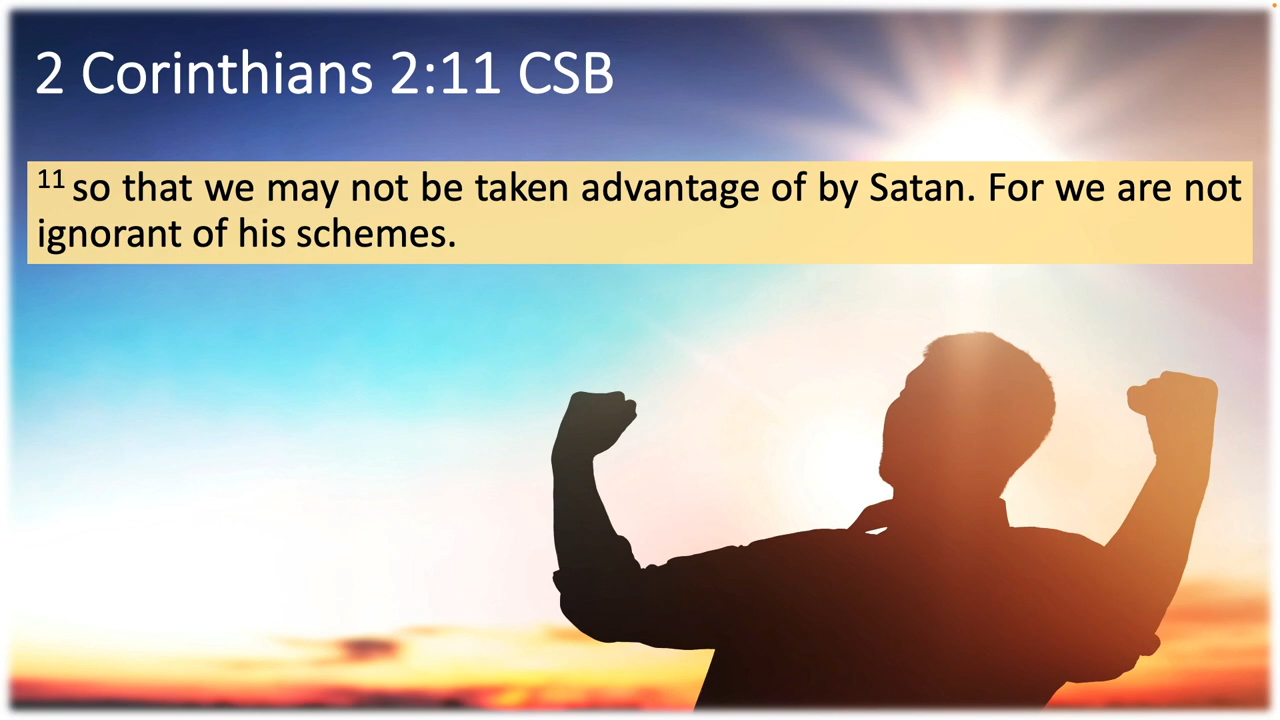 2 Corinthians 2:11 CSB
11 so that we may not be taken advantage of by Satan. For we are not
ignorant of his schemes.